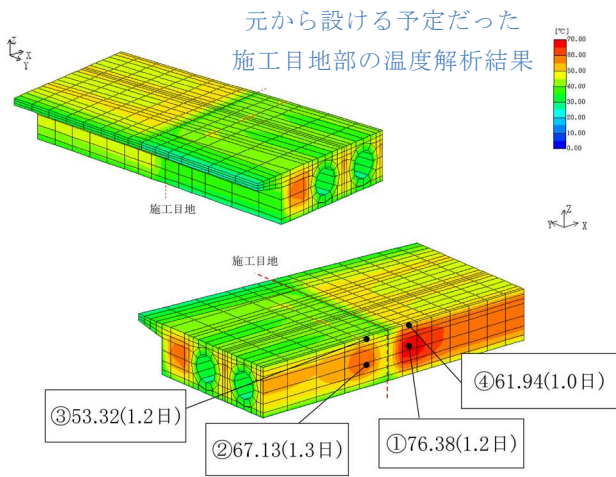 元から設ける予定だった
施工目地部の温度解析結果
[℃]
70.00
60.00
50.00
40.00
30.00
20.00
10.00
0.00
Z
X
Y
施工目地
Z
Y
X
施工目地
④61.94(1.0日)
③53.32(1.2日)
②67.13(1.3日)
①76.38(1.2日)